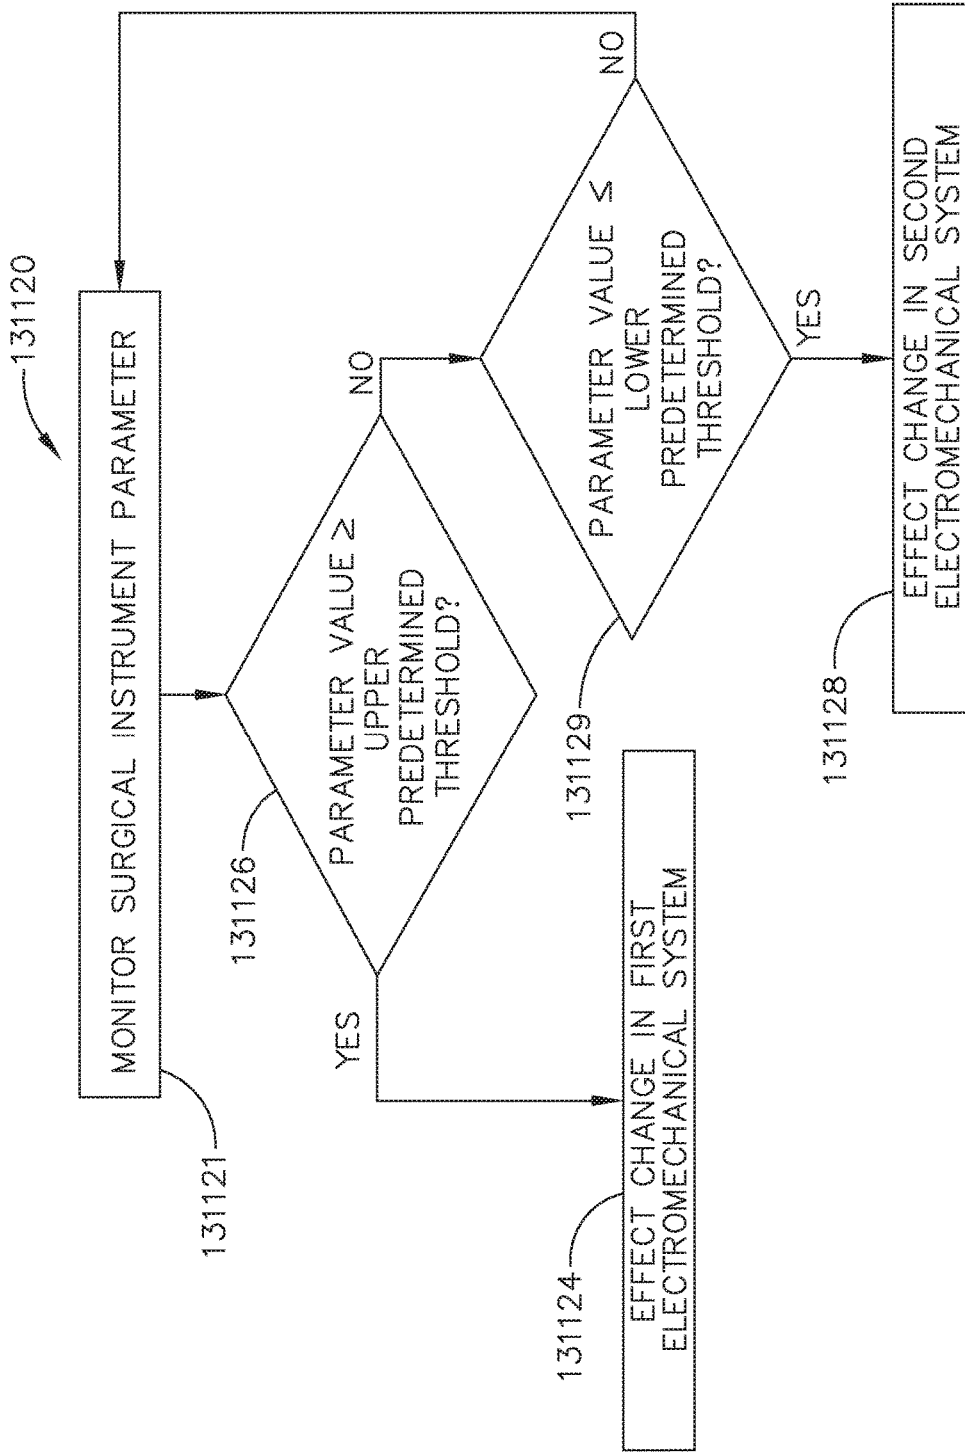 131120
MONITOR SURGICAL INSTRUMENT PARAMETER
131121
131126
PARAMETER VALUE ≥
UPPER
PREDETERMINED
THRESHOLD?
YES
NO
131124
EFFECT CHANGE IN FIRST
ELECTROMECHANICAL SYSTEM
131129
PARAMETER VALUE ≤
LOWER
PREDETERMINED
THRESHOLD?
NO
YES
131128
EFFECT CHANGE IN SECOND
ELECTROMECHANICAL SYSTEM